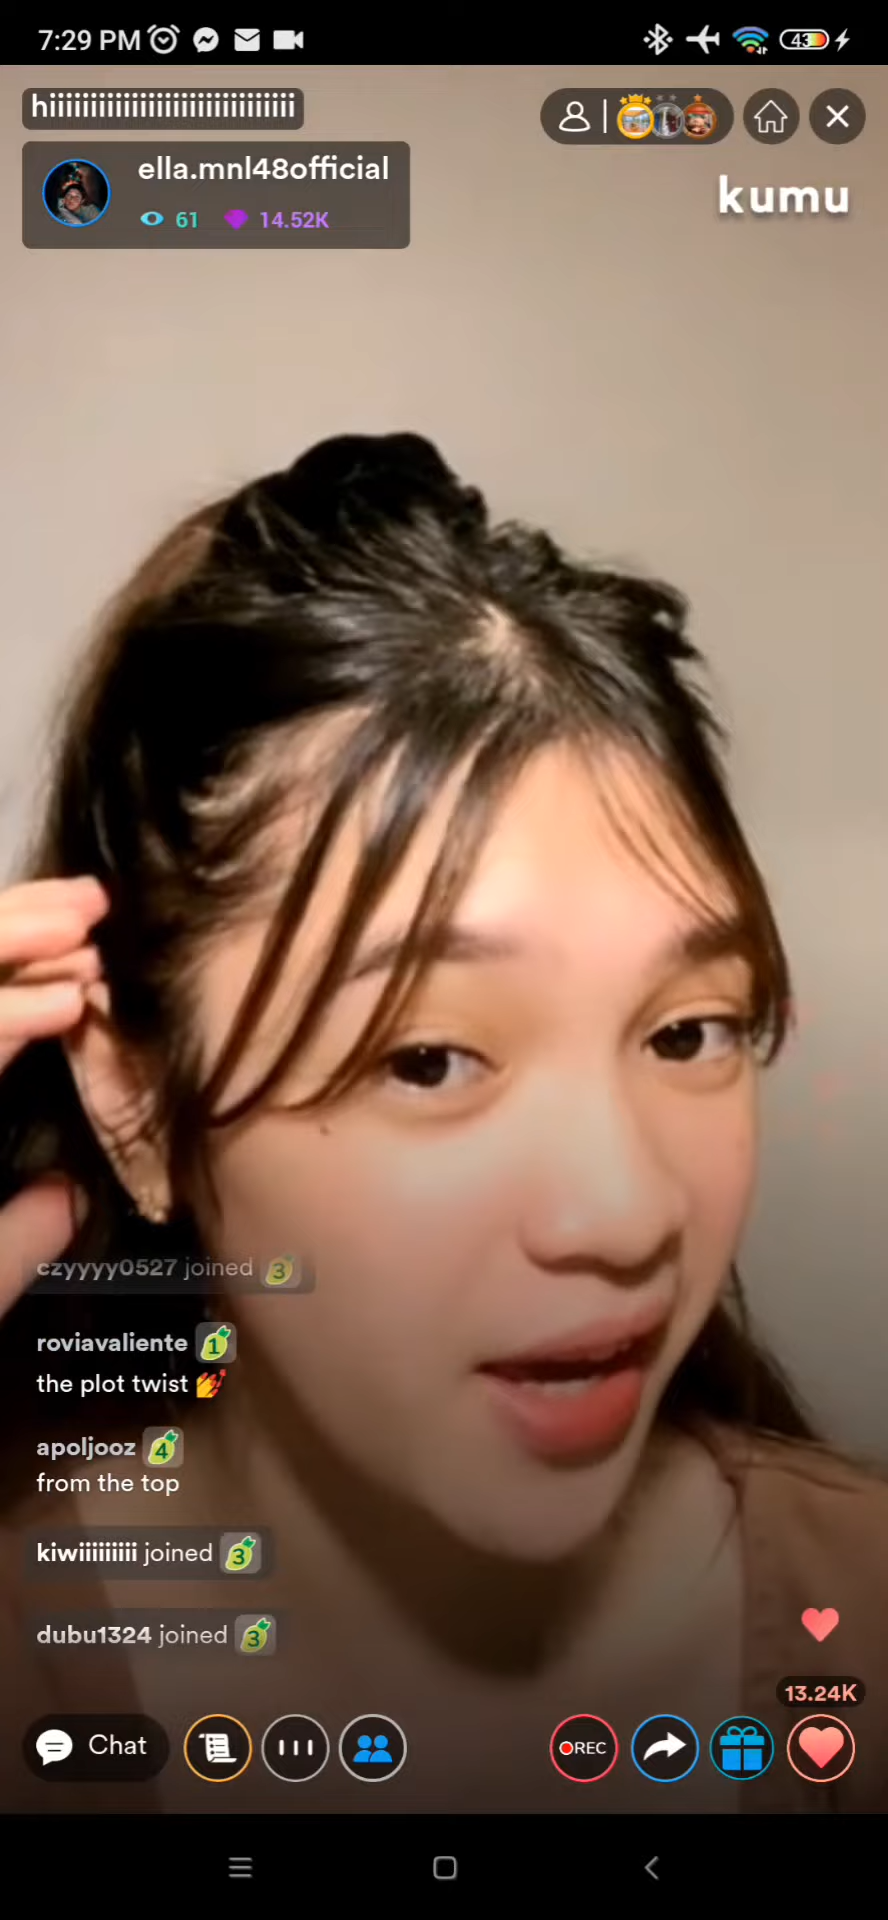 7:29 PM
43
hiiiiiiiiiiiiiiiiiiiiiiiiiiiii
ella.mnl48official
61 14.52K
kumu
czyyyy0527 joined 3
roviavaliente 1
the plot twist 💅
apoljooz 4
from the top
kiwiiiiiiiii joined 3
dubu1324 joined 3
13.24K
Chat
REC